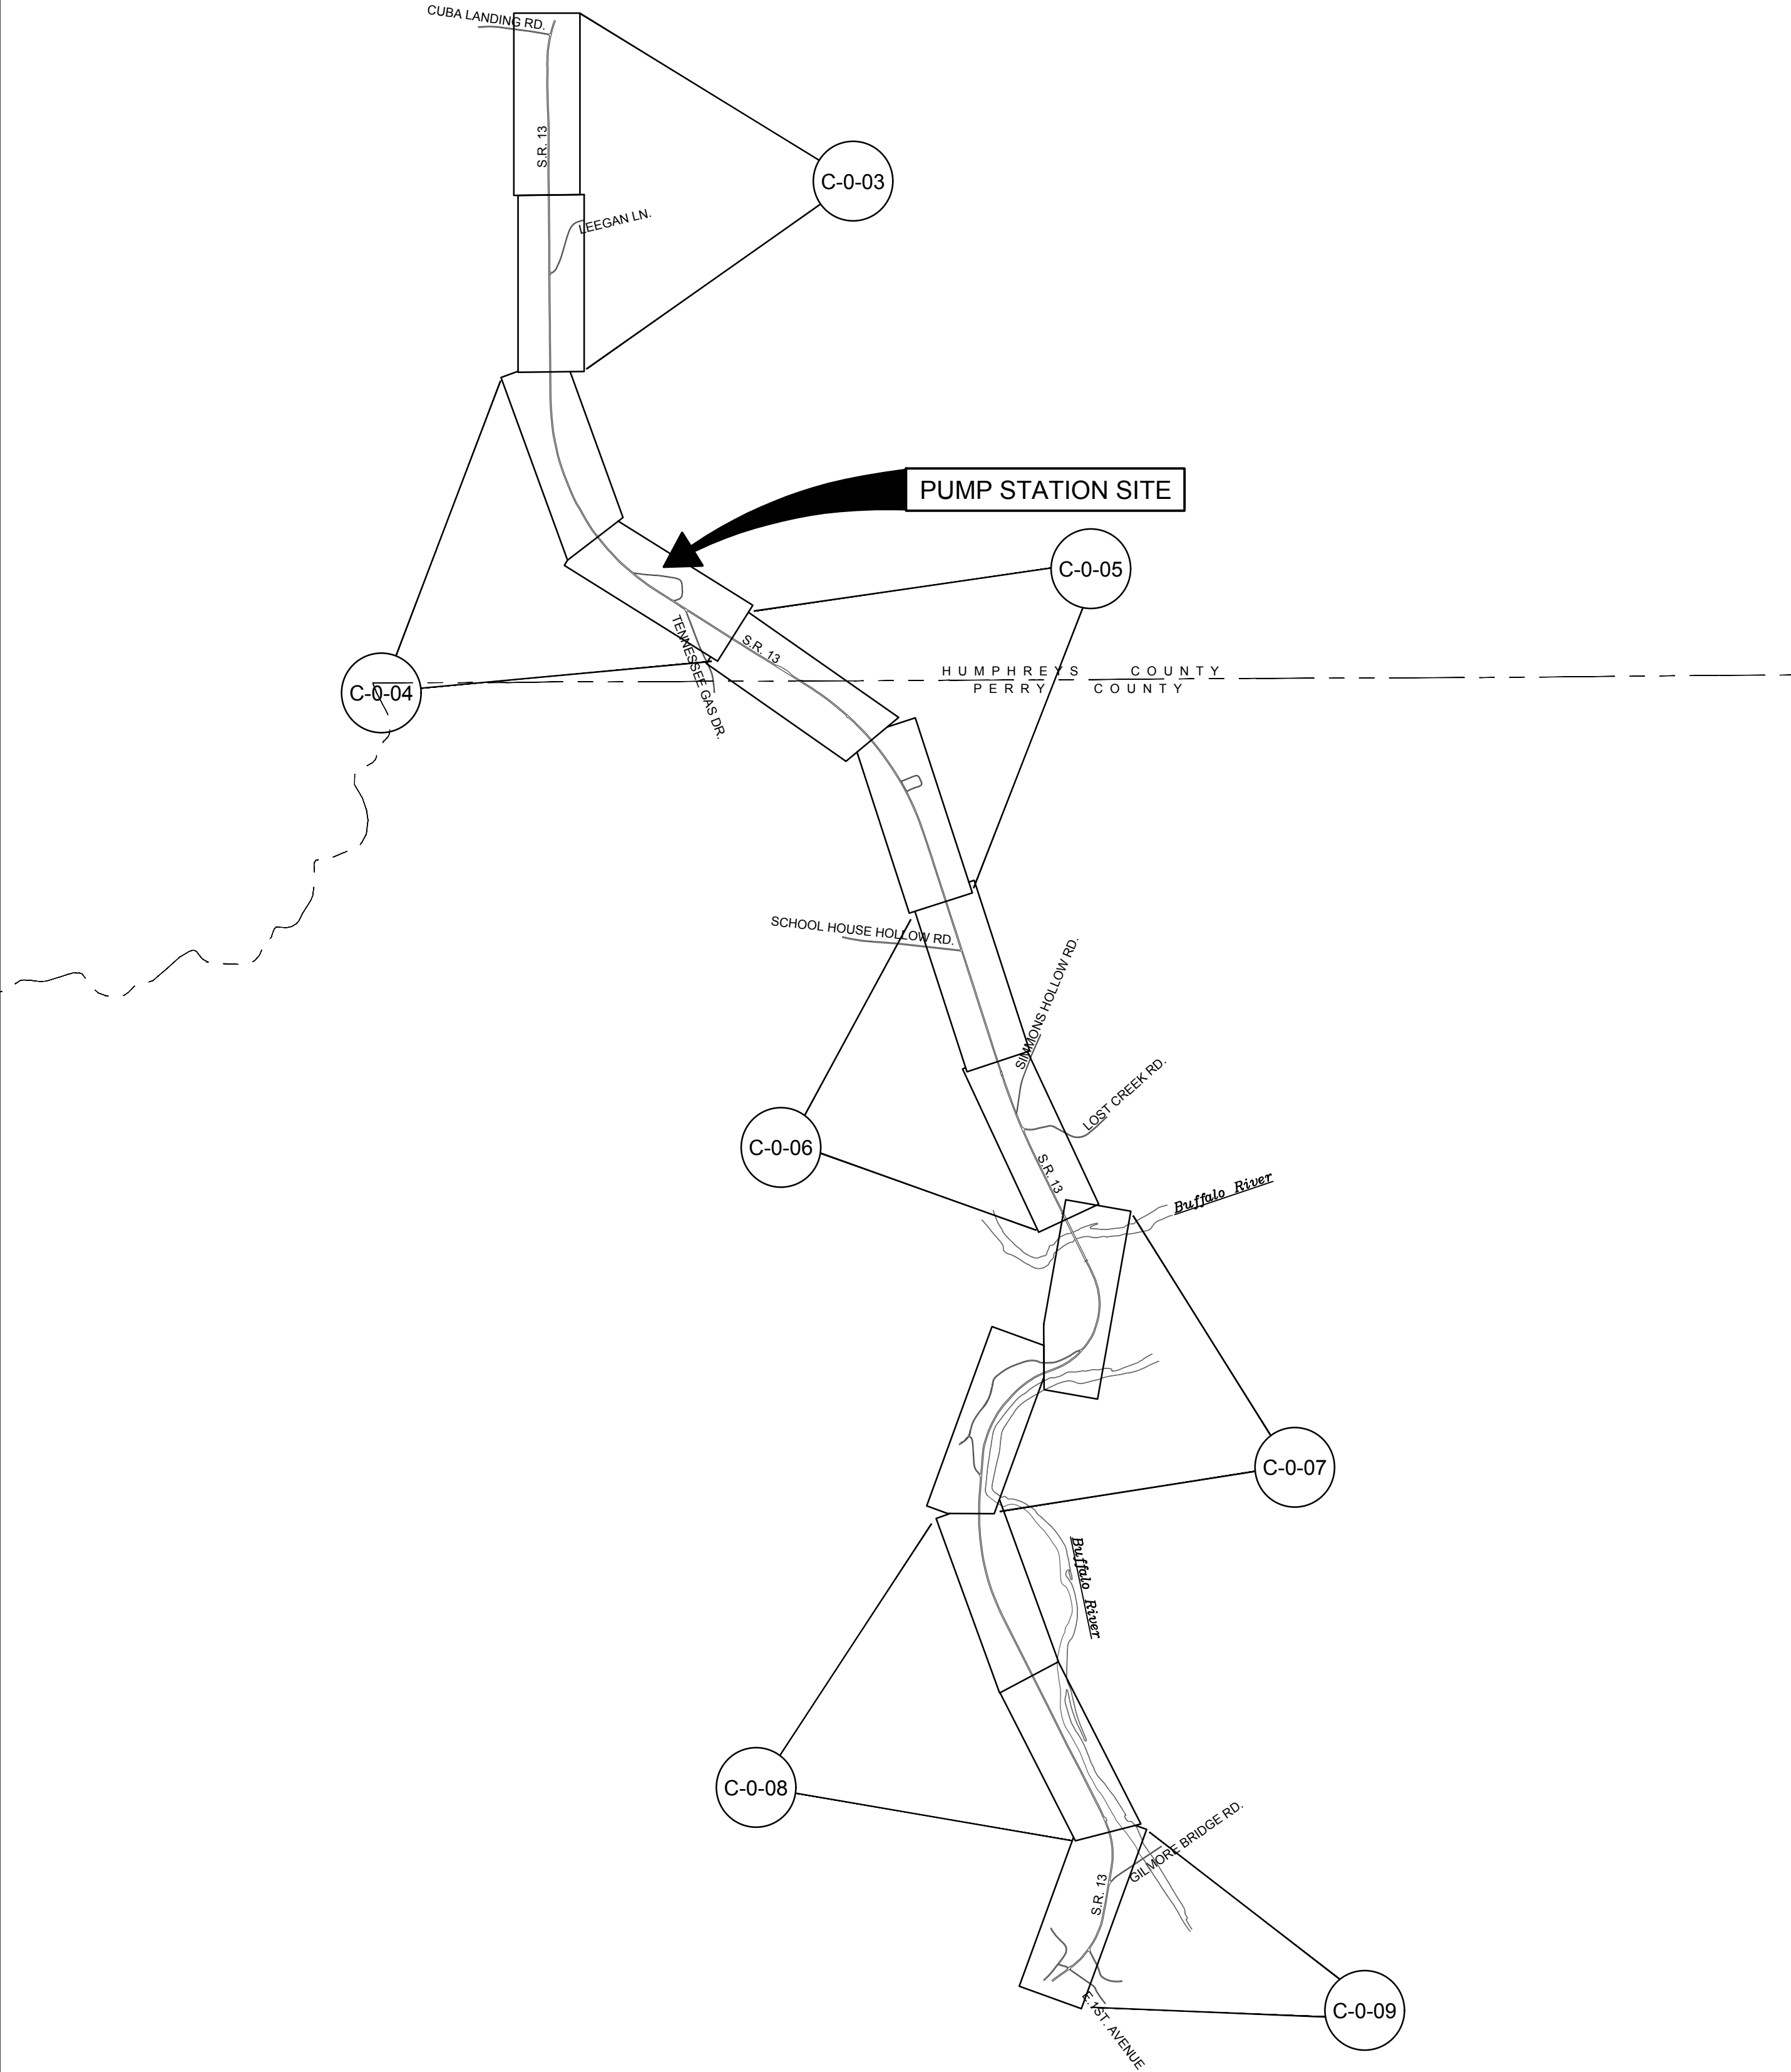 CUBA LANDING RD.
S.R. 13
C-0-03
LEEGAN LN.
PUMP STATION SITE
C-0-05
TENNESSEE GAS DR.
S.R. 13
HUMPHREYS COUNTY
PERRY COUNTY
C-0-04
SCHOOL HOUSE HOLLOW RD.
SIMMONS HOLLOW RD.
LOST CREEK RD.
C-0-06
S.R. 13
Buffalo River
C-0-07
Buffalo River
C-0-08
GILMORE BRIDGE RD.
S.R. 13
C-0-09
E. 1ST. AVENUE